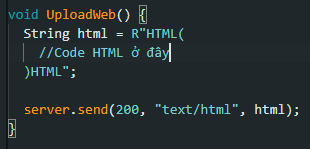 void UploadWeb() {
  String html = R"HTML(
    //Code HTML ở đây
  )HTML";

  server.send(200, "text/html", html);
}